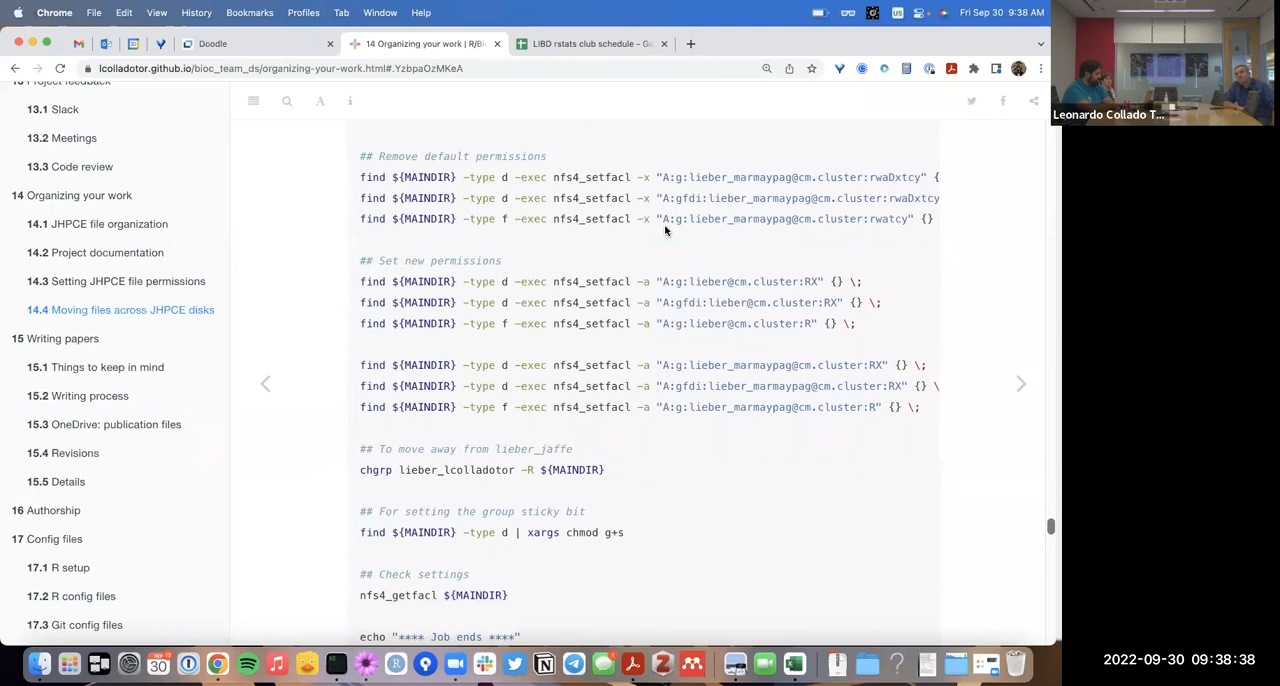 Chrome File Edit View History Bookmarks Profiles Tab Window Help Fri Sep 30 9:38 AM
Doodle
14 Organizing your work | R/Bi
LIBD rstats club schedule - Go
lcolladotor.github.io/bioc_team_ds/organizing-your-work.html#.YzbpaOzMKeA
13 Project feedback
13.1 Slack
13.2 Meetings
13.3 Code review
14 Organizing your work
14.1 JHPCE file organization
14.2 Project documentation
14.3 Setting JHPCE file permissions
14.4 Moving files across JHPCE disks
15 Writing papers
15.1 Things to keep in mind
15.2 Writing process
15.3 OneDrive: publication files
15.4 Revisions
15.5 Details
16 Authorship
17 Config files
17.1 R setup
17.2 R config files
17.3 Git config files
## Remove default permissions
find ${MAINDIR} -type d -exec nfs4_setfacl -x "A:g:lieber_marmaypag@cm.cluster:rwaDxtcy" {
find ${MAINDIR} -type d -exec nfs4_setfacl -x "A:gfdi:lieber_marmaypag@cm.cluster:rwaDxtcy
find ${MAINDIR} -type f -exec nfs4_setfacl -x "A:g:lieber_marmaypag@cm.cluster:rwatcy" {}
## Set new permissions
find ${MAINDIR} -type d -exec nfs4_setfacl -a "A:g:lieber@cm.cluster:RX" {} \;
find ${MAINDIR} -type d -exec nfs4_setfacl -a "A:gfdi:lieber@cm.cluster:RX" {} \;
find ${MAINDIR} -type f -exec nfs4_setfacl -a "A:g:lieber@cm.cluster:R" {} \;
find ${MAINDIR} -type d -exec nfs4_setfacl -a "A:g:lieber_marmaypag@cm.cluster:RX" {} \;
find ${MAINDIR} -type d -exec nfs4_setfacl -a "A:gfdi:lieber_marmaypag@cm.cluster:RX" {} \
find ${MAINDIR} -type f -exec nfs4_setfacl -a "A:g:lieber_marmaypag@cm.cluster:R" {} \;
## To move away from lieber_jaffe
chgrp lieber_lcolladotor -R ${MAINDIR}
## For setting the group sticky bit
find ${MAINDIR} -type d | xargs chmod g+s
## Check settings
nfs4_getfacl ${MAINDIR}
echo "**** Job ends ****"
Leonardo Collado T...
2022-09-30 09:38:38